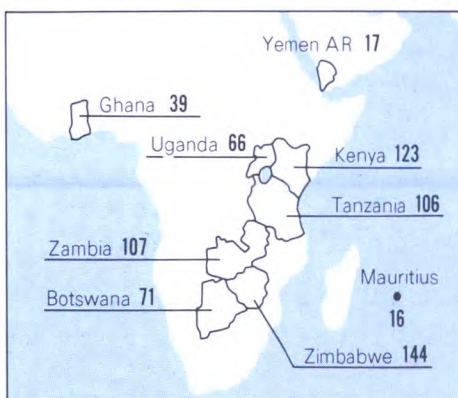 Yemen AR 17
Ghana 39
Uganda 66
Kenya 123
Tanzania 106
Zambia 107
Mauritius
16
Botswana 71
Zimbabwe 144